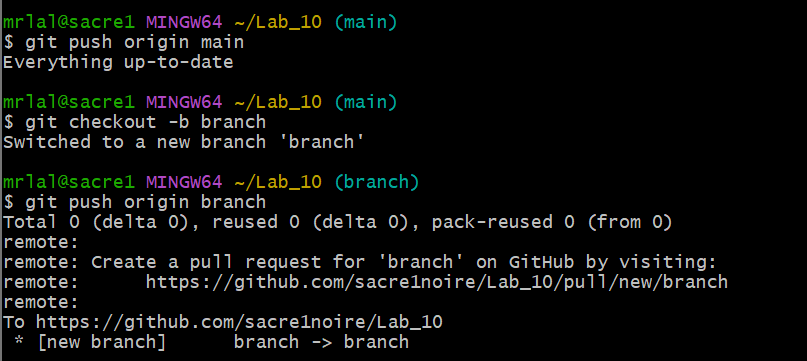 mrlal@sacre1 MINGW64 ~/Lab_10 (main)
$ git push origin main
Everything up-to-date
mrlal@sacre1 MINGW64 ~/Lab_10 (main)
$ git checkout -b branch
Switched to a new branch 'branch'
mrlal@sacre1 MINGW64 ~/Lab_10 (branch)
$ git push origin branch
Total 0 (delta 0), reused 0 (delta 0), pack-reused 0 (from 0)
remote:
remote: Create a pull request for 'branch' on GitHub by visiting:
remote:      https://github.com/sacre1noire/Lab_10/pull/new/branch
remote:
To https://github.com/sacre1noire/Lab_10
 * [new branch]      branch -> branch